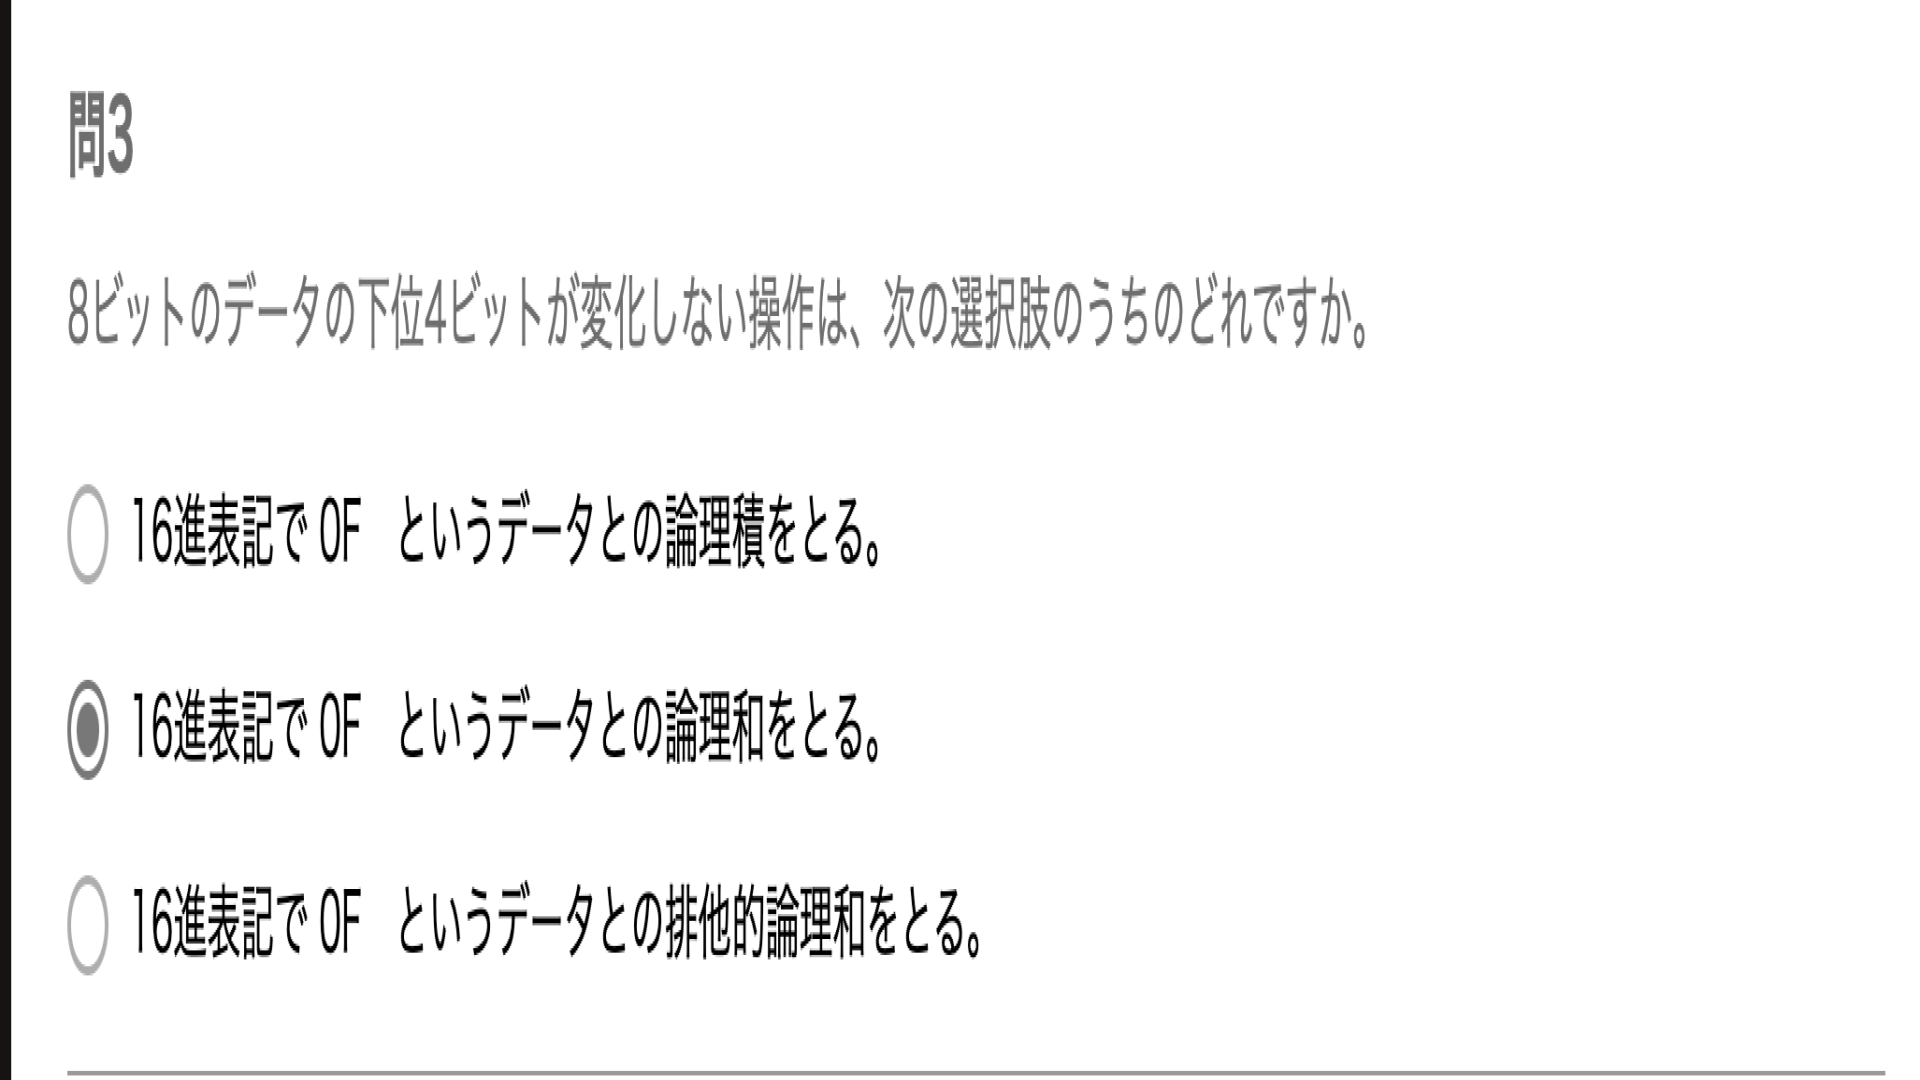 問3
8ビットのデータの下位4ビットが変化しない操作は、次の選択肢のうちのどれですか。
16進表記で 0F　というデータとの論理積をとる。
16進表記で 0F　というデータとの論理和をとる。
16進表記で 0F　というデータとの排他的論理和をとる。